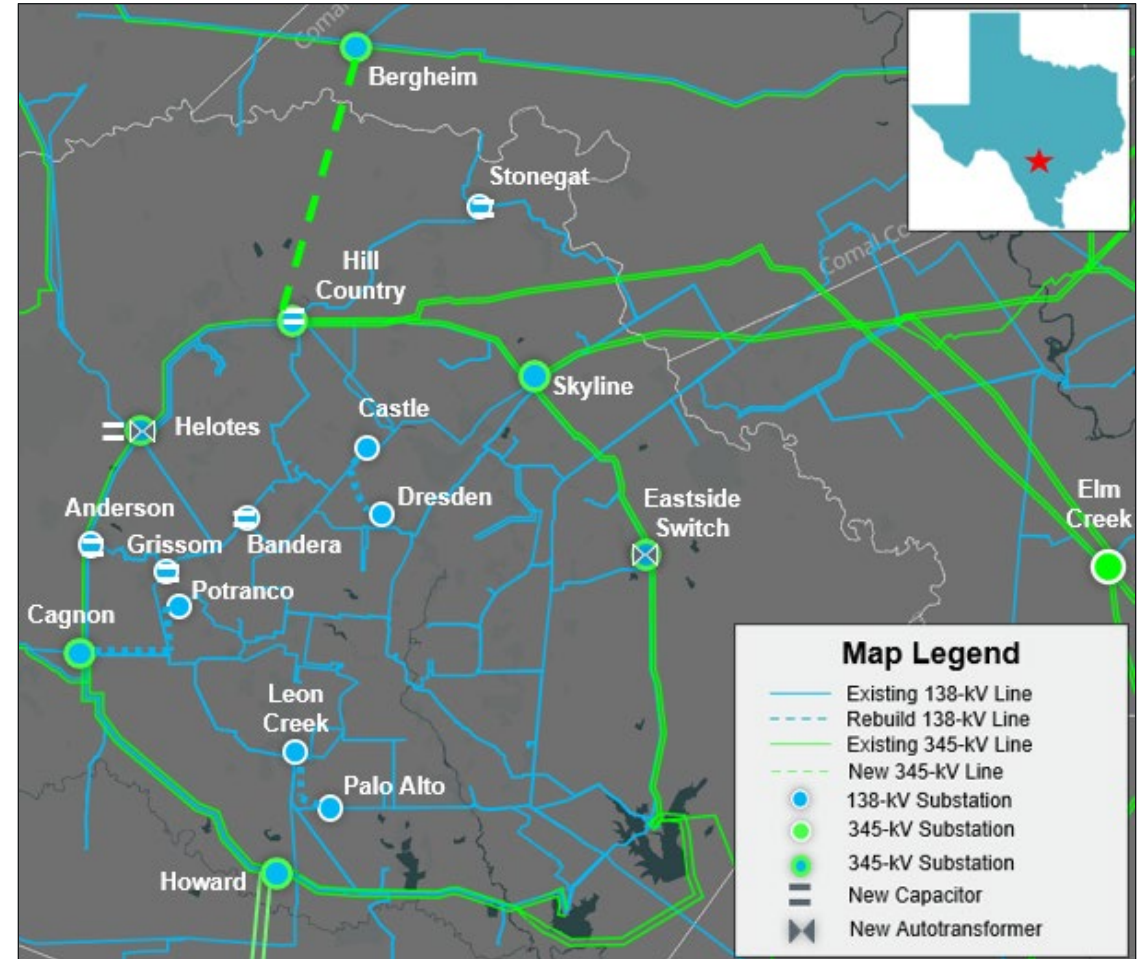 Comal Co
Bergheim
Stonegat
Hill
Country
Comal Co
Skyline
Castle
Helotes
Dresden
Eastside
Switch
Elm
Creek
Anderson
Grissom
Bandera
Potranco
Cagnon
Leon
Creek
Palo Alto
Howard
Map Legend
Existing 138-kV Line
Rebuild 138-kV Line
Existing 345-kV Line
New 345-kV Line
138-kV Substation
345-kV Substation
345-kV Substation
New Capacitor
New Autotransformer